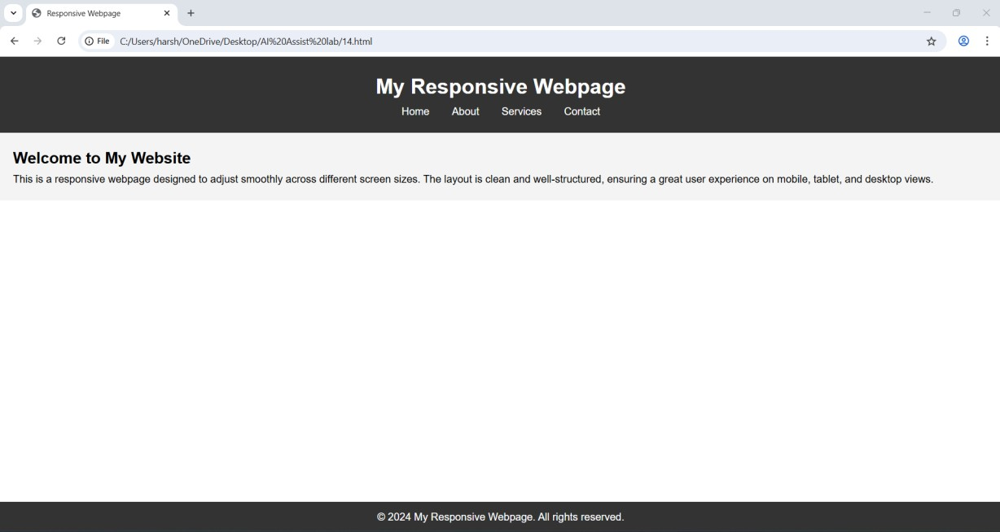 Responsive Webpage
File C:/Users/harsh/OneDrive/Desktop/AI%20Assist%20lab/14.html
My Responsive Webpage
Home About Services Contact
Welcome to My Website
This is a responsive webpage designed to adjust smoothly across different screen sizes. The layout is clean and well-structured, ensuring a great user experience on mobile, tablet, and desktop views.
© 2024 My Responsive Webpage. All rights reserved.